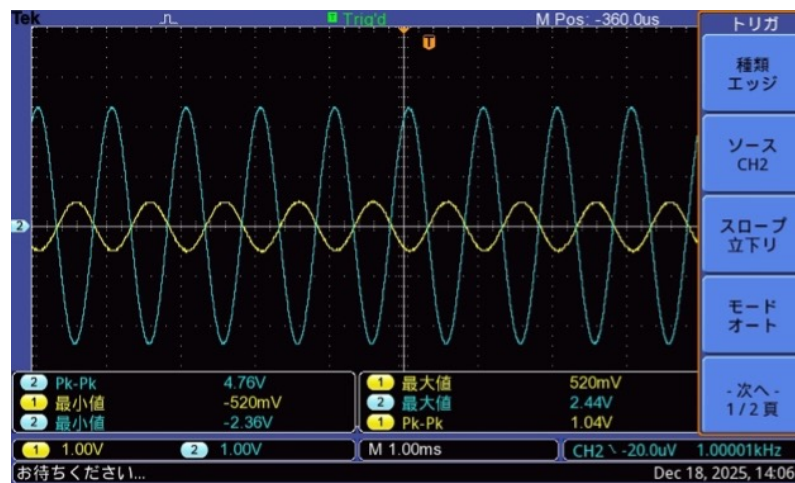 Tek
T Trig'd
M Pos: -360.0us
トリガ
T
種類
エッジ
ソース
CH2
2
スロープ
立下り
モード
オート
2 Pk-Pk 4.76V
1 最大値 520mV
1 最小値 -520mV
2 最大値 2.44V
2 最小値 -2.36V
1 Pk-Pk 1.04V
- 次へ -
1 / 2 頁
1 1.00V
2 1.00V
M 1.00ms
CH2 \ -20.0uV 1.00001kHz
お待ちください...
Dec 18, 2025, 14:06